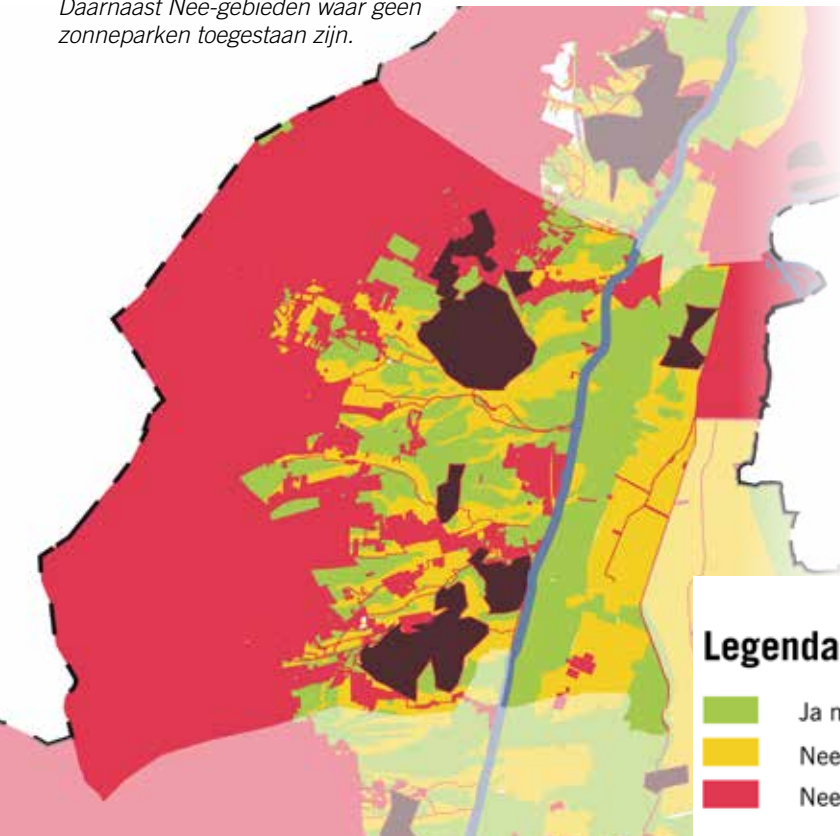 Daarnaast Nee-gebieden waar geen
zonneparken toegestaan zijn.
Legenda
Ja
Nee
Nee